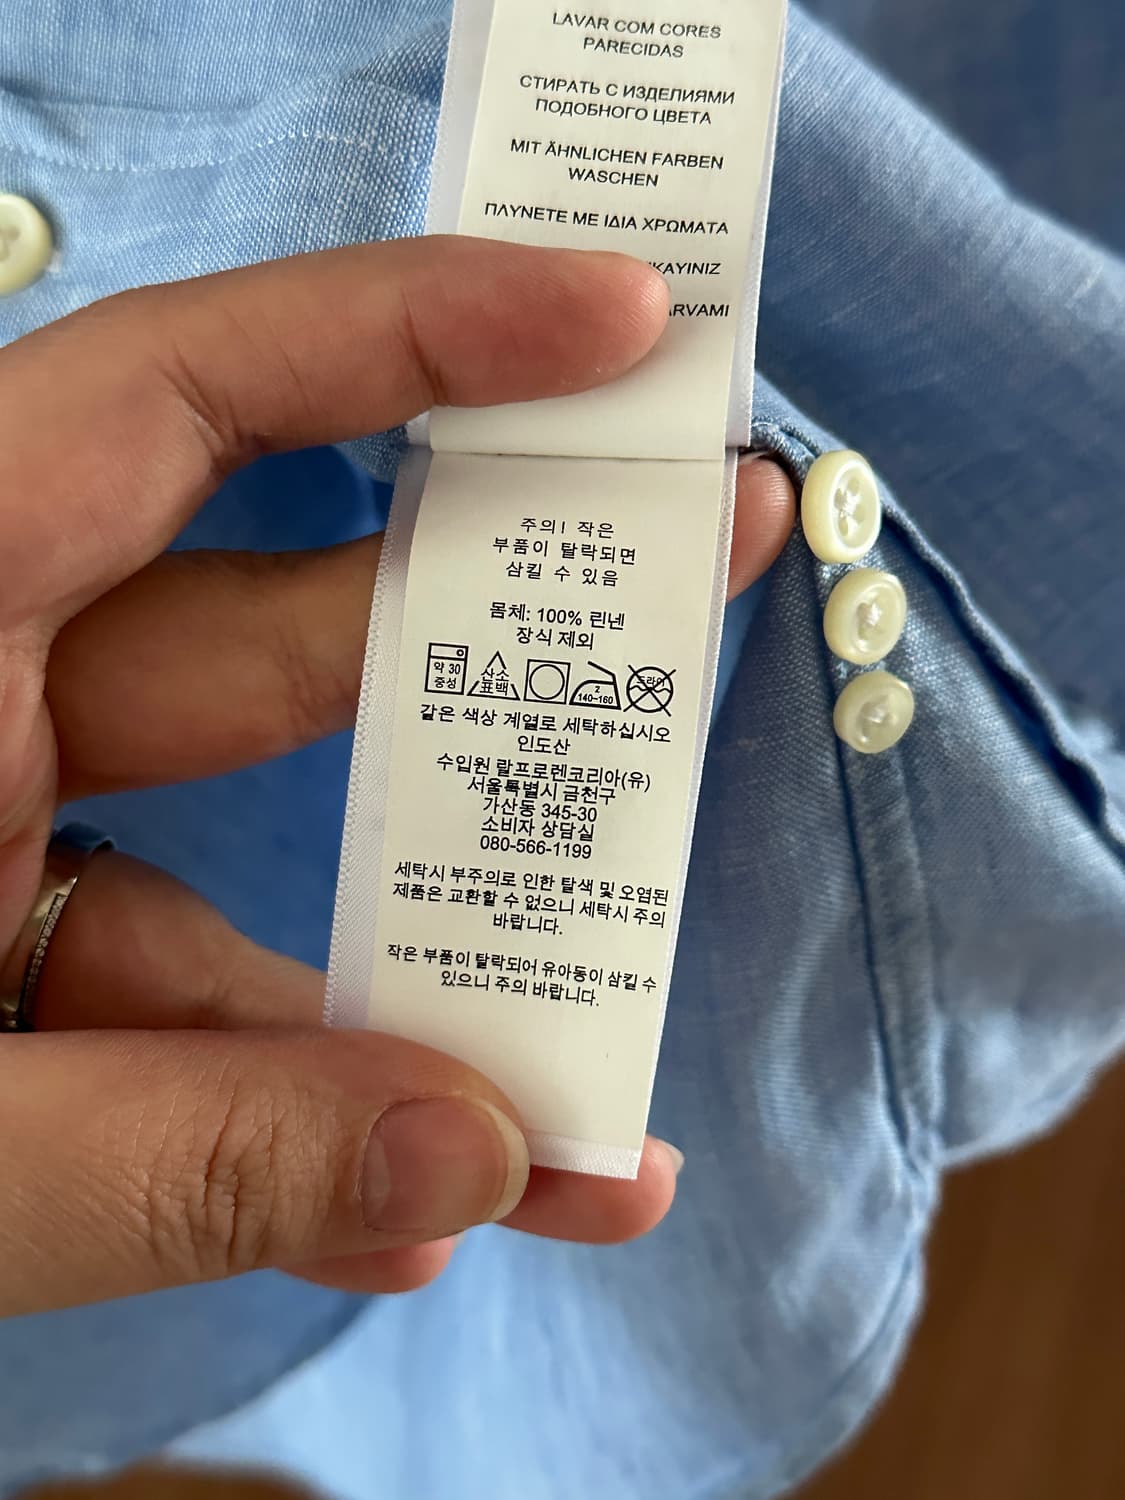 LAVAR COM CORES
PARECIDAS
СТИРАТЬ С ИЗДЕЛИЯМИ
ПОДОБНОГО ЦВЕТА
MIT ÄHNLICHEN FARBEN
WASCHEN
ΠΛΥΝΕΤΕ ΜΕ ΙΔΙΑ ΧΡΩΜΑΤΑ
주의! 작은
부품이 탈락되면
삼킬 수 있음
몸체: 100% 린넨
장식 제외
약 30 중성
산소 표백
2 140~160
드라이
같은 색상 계열로 세탁하십시오
인도산
수입원 랄프로렌코리아(유)
서울특별시 금천구
가산동 345-30
소비자 상담실
080-566-1199
세탁시 부주의로 인한 탈색 및 오염된
제품은 교환할 수 없으니 세탁시 주의
바랍니다.
작은 부품이 탈락되어 유아동이 삼킬 수
있으니 주의 바랍니다.